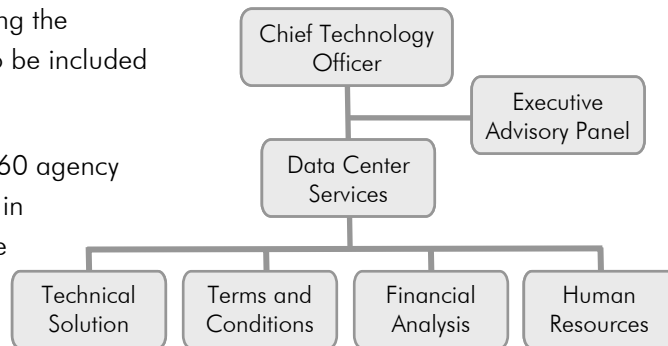 ng the
o be included
60 agency
in
e
Chief Technology
Officer
Executive
Advisory Panel
Data Center
Services
Technical
Solution
Terms and
Conditions
Financial
Analysis
Human
Resources